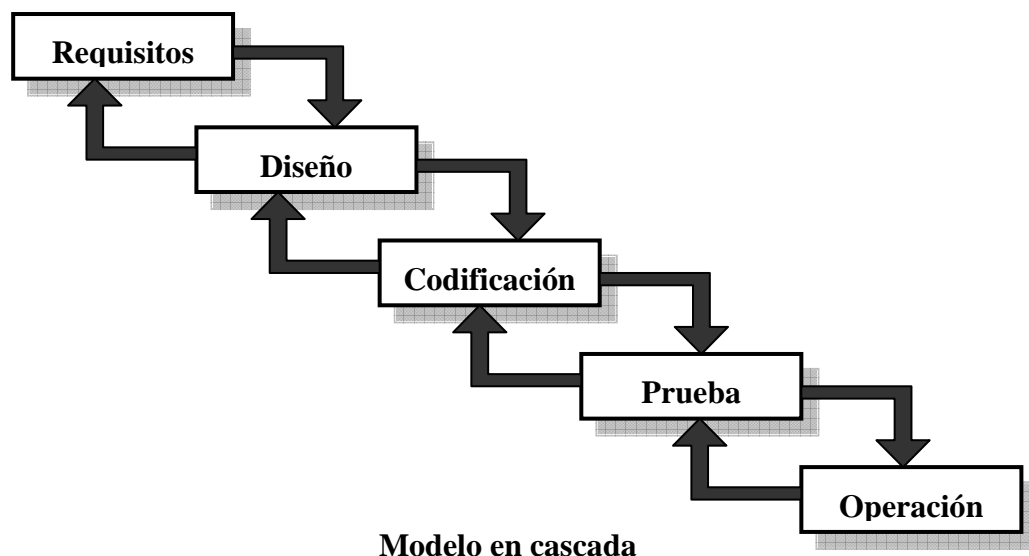 Requisitos
Diseño
Codificación
Prueba
Operación
Modelo en cascada